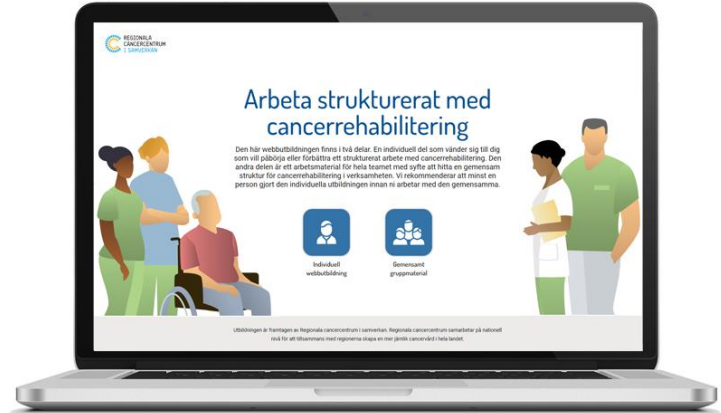 REGIONALA
CANCERCENTRUM
I SAMVERKAN
Arbeta strukturerat med
cancerrehabilitering
Den här webbutbildningen finns i två delar. En individuell del som vänder sig till dig
som vill påbörja eller förbättra ett strukturerat arbete med cancerrehabilitering. Den
andra delen är ett arbetsmaterial för hela teamet med syfte att hitta en gemensam
struktur för cancerrehabilitering i verksamheten. Vi rekommenderar att minst en
person gjort den individuella utbildningen innan ni arbetar med den gemensamma.
Individuell
webbutbildning
Gemensamt
gruppmaterial
Utbildningen är framtagen av Regionala cancercentrum i samverkan. Regionala cancercentrum samarbetar på nationell
nivå för att tillsammans med regionerna skapa en mer jämlik cancervård i hela landet.